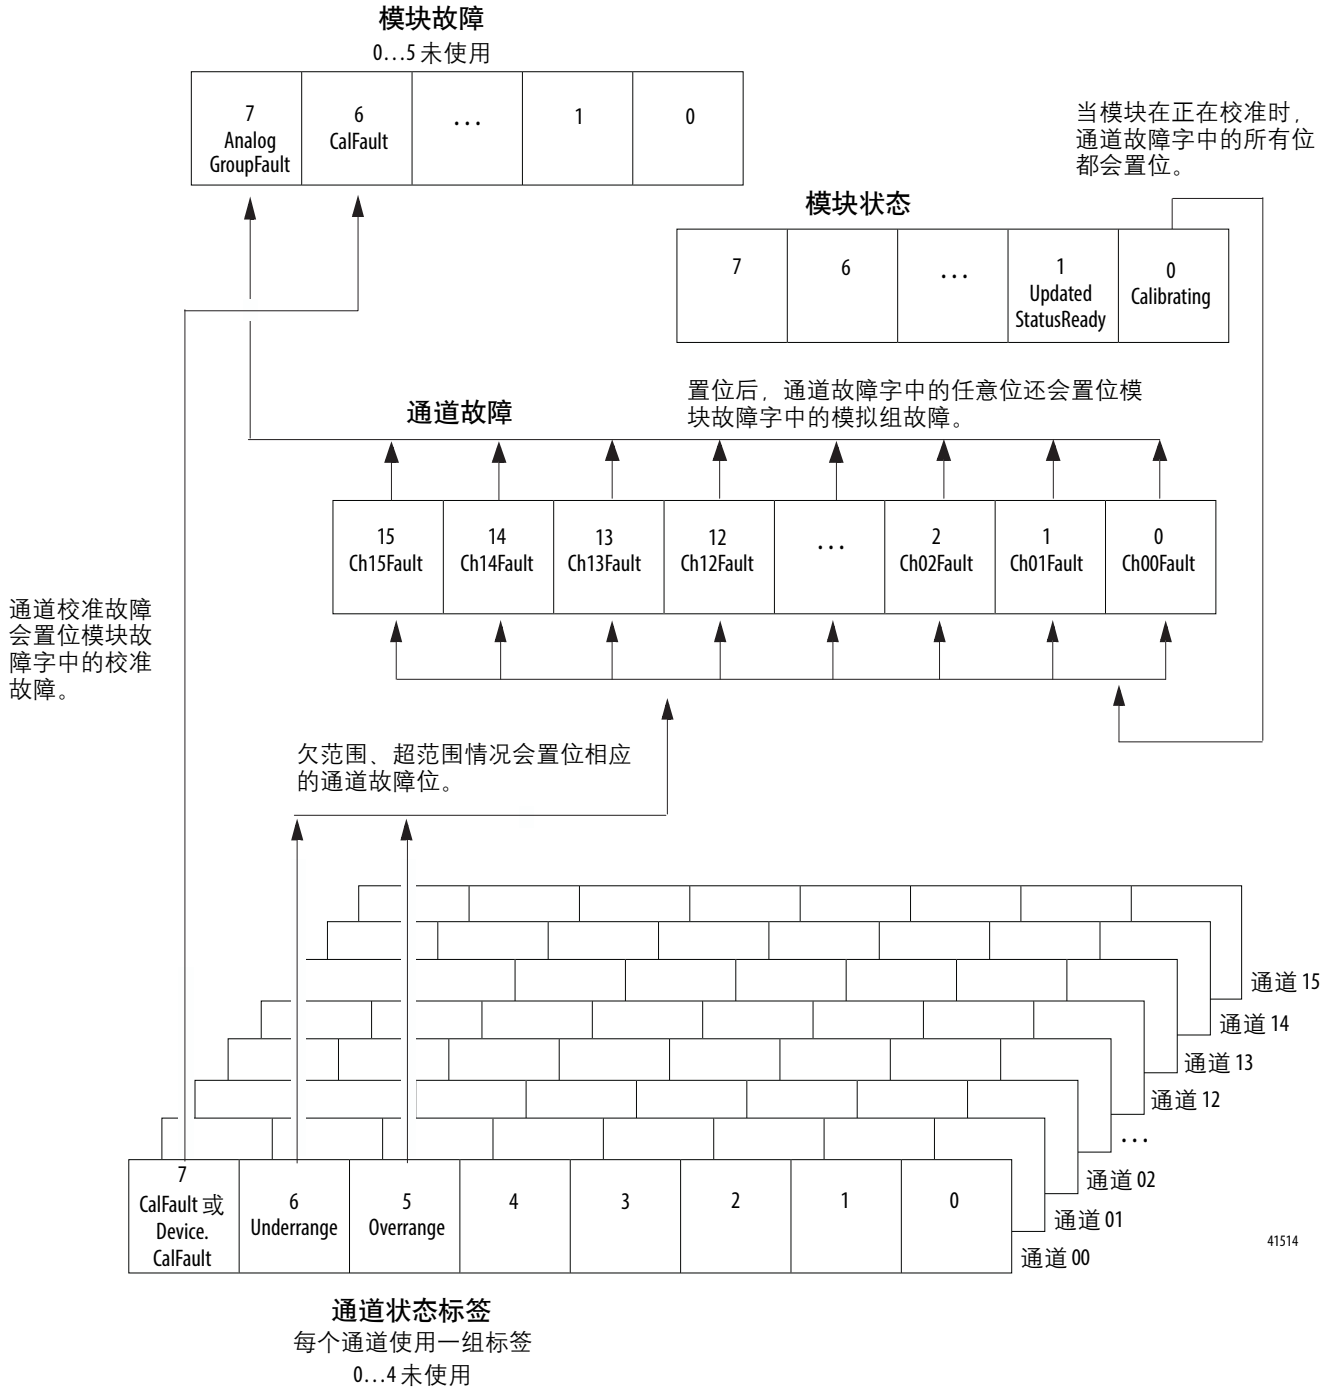 模块故障
0...5 未使用
7
Analog
GroupFault
6
CalFault
...
1
0
当模块在正在校准时，
通道故障字中的所有位
都会置位。
模块状态
7
6
...
1
Updated
StatusReady
0
Calibrating
置位后，通道故障字中的任意位还会置位模
块故障字中的模拟组故障。
通道故障
15
Ch15Fault
14
Ch14Fault
13
Ch13Fault
12
Ch12Fault
...
2
Ch02Fault
1
Ch01Fault
0
Ch00Fault
通道校准故障
会置位模块故
障字中的校准
故障。
欠范围、超范围情况会置位相应
的通道故障位。
通道 15
通道 14
通道 13
通道 12
...
通道 02
通道 01
通道 00
7
CalFault 或
Device.
CalFault
6
Underrange
5
Overrange
4
3
2
1
0
41514
通道状态标签
每个通道使用一组标签
0...4 未使用